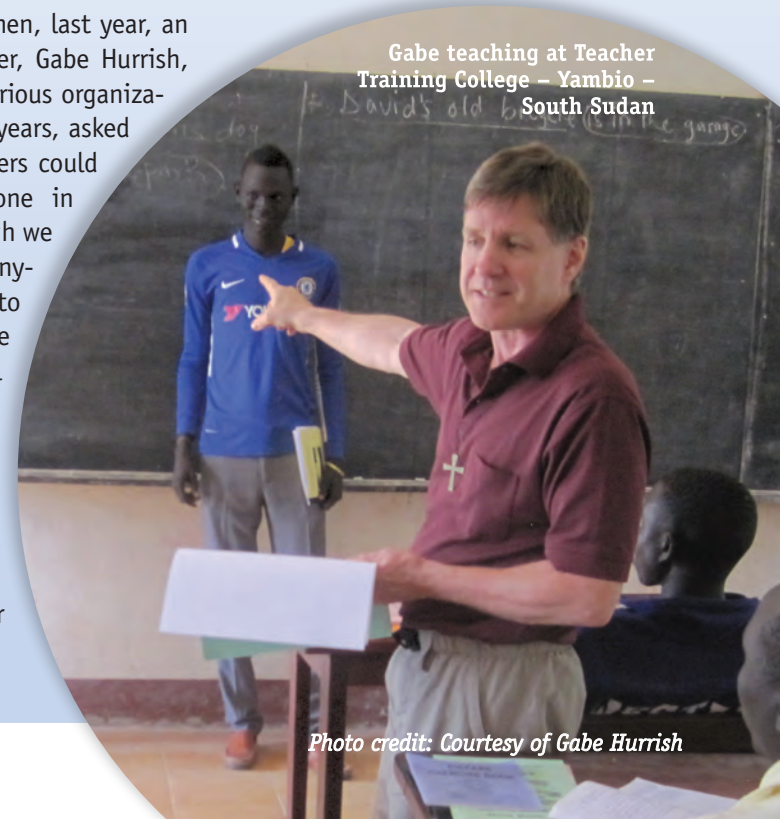 hen, last year, an
er, Gabe Hurrish,
rious organiza-
years, asked
ers could
one in
h we
ny-
to
e
r
Gabe teaching at Teacher
Training College – Yambio –
South Sudan
David's old bicycle is in the garage
YO
Photo credit: Courtesy of Gabe Hurrish